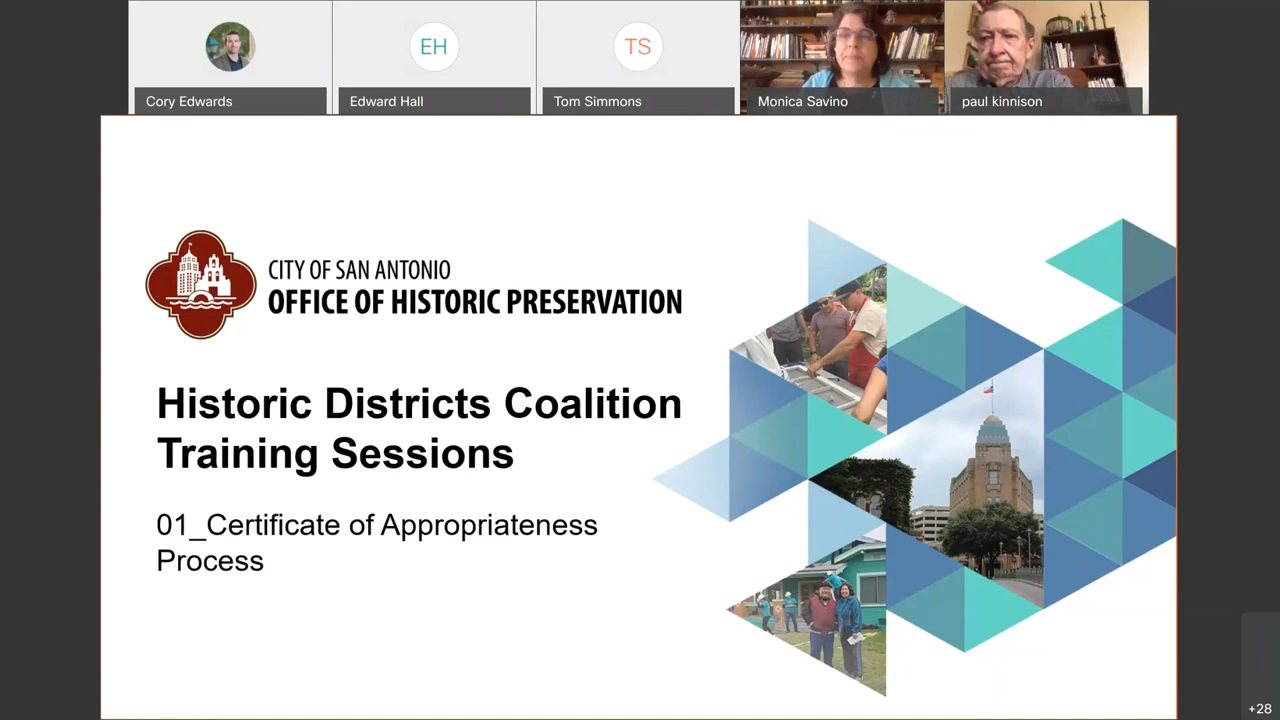 EH
TS
Cory Edwards
Edward Hall
Tom Simmons
Monica Savino
paul kinnison
CITY OF SAN ANTONIO
OFFICE OF HISTORIC PRESERVATION
Historic Districts Coalition
Training Sessions
01_Certificate of Appropriateness
Process
+28